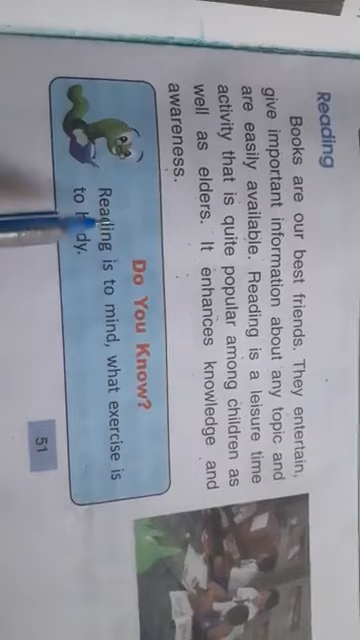 Reading
Books are our best friends. They entertain,
give important information about any topic and
are easily available. Reading is a leisure time
activity that is quite popular among children as
well as elders. It enhances knowledge and
awareness.
Do You Know?
Reading is to mind, what exercise is
to
51